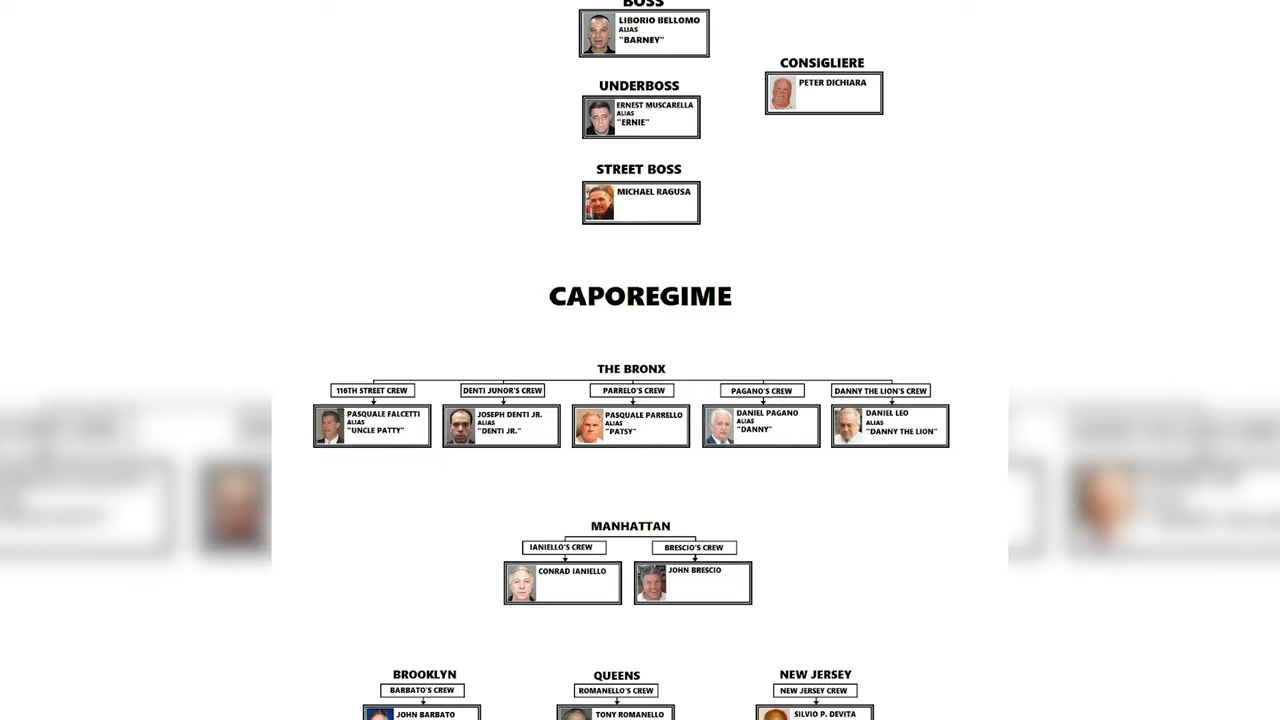 BOSS
LIBORIO BELLOMO
ALIAS
"BARNEY"
CONSIGLIERE
PETER DICHIARA
UNDERBOSS
ERNEST MUSCARELLA
ALIAS
"ERNIE"
STREET BOSS
MICHAEL RAGUSA
CAPOREGIME
THE BRONX
116TH STREET CREW
PASQUALE FALCETTI
ALIAS
"UNCLE PATTY"
DENTI JUNOR'S CREW
JOSEPH DENTI JR.
ALIAS
"DENTI JR."
PARRELO'S CREW
PASQUALE PARRELLO
ALIAS
"PATSY"
PAGANO'S CREW
DANIEL PAGANO
ALIAS
"DANNY"
DANNY THE LION'S CREW
DANIEL LEO
ALIAS
"DANNY THE LION"
MANHATTAN
IANIELLO'S CREW
CONRAD IANIELLO
BRESCIO'S CREW
JOHN BRESCIO
BROOKLYN
BARBATO'S CREW
JOHN BARBATO
QUEENS
ROMANELLO'S CREW
TONY ROMANELLO
NEW JERSEY
NEW JERSEY CREW
SILVIO P. DEVITA